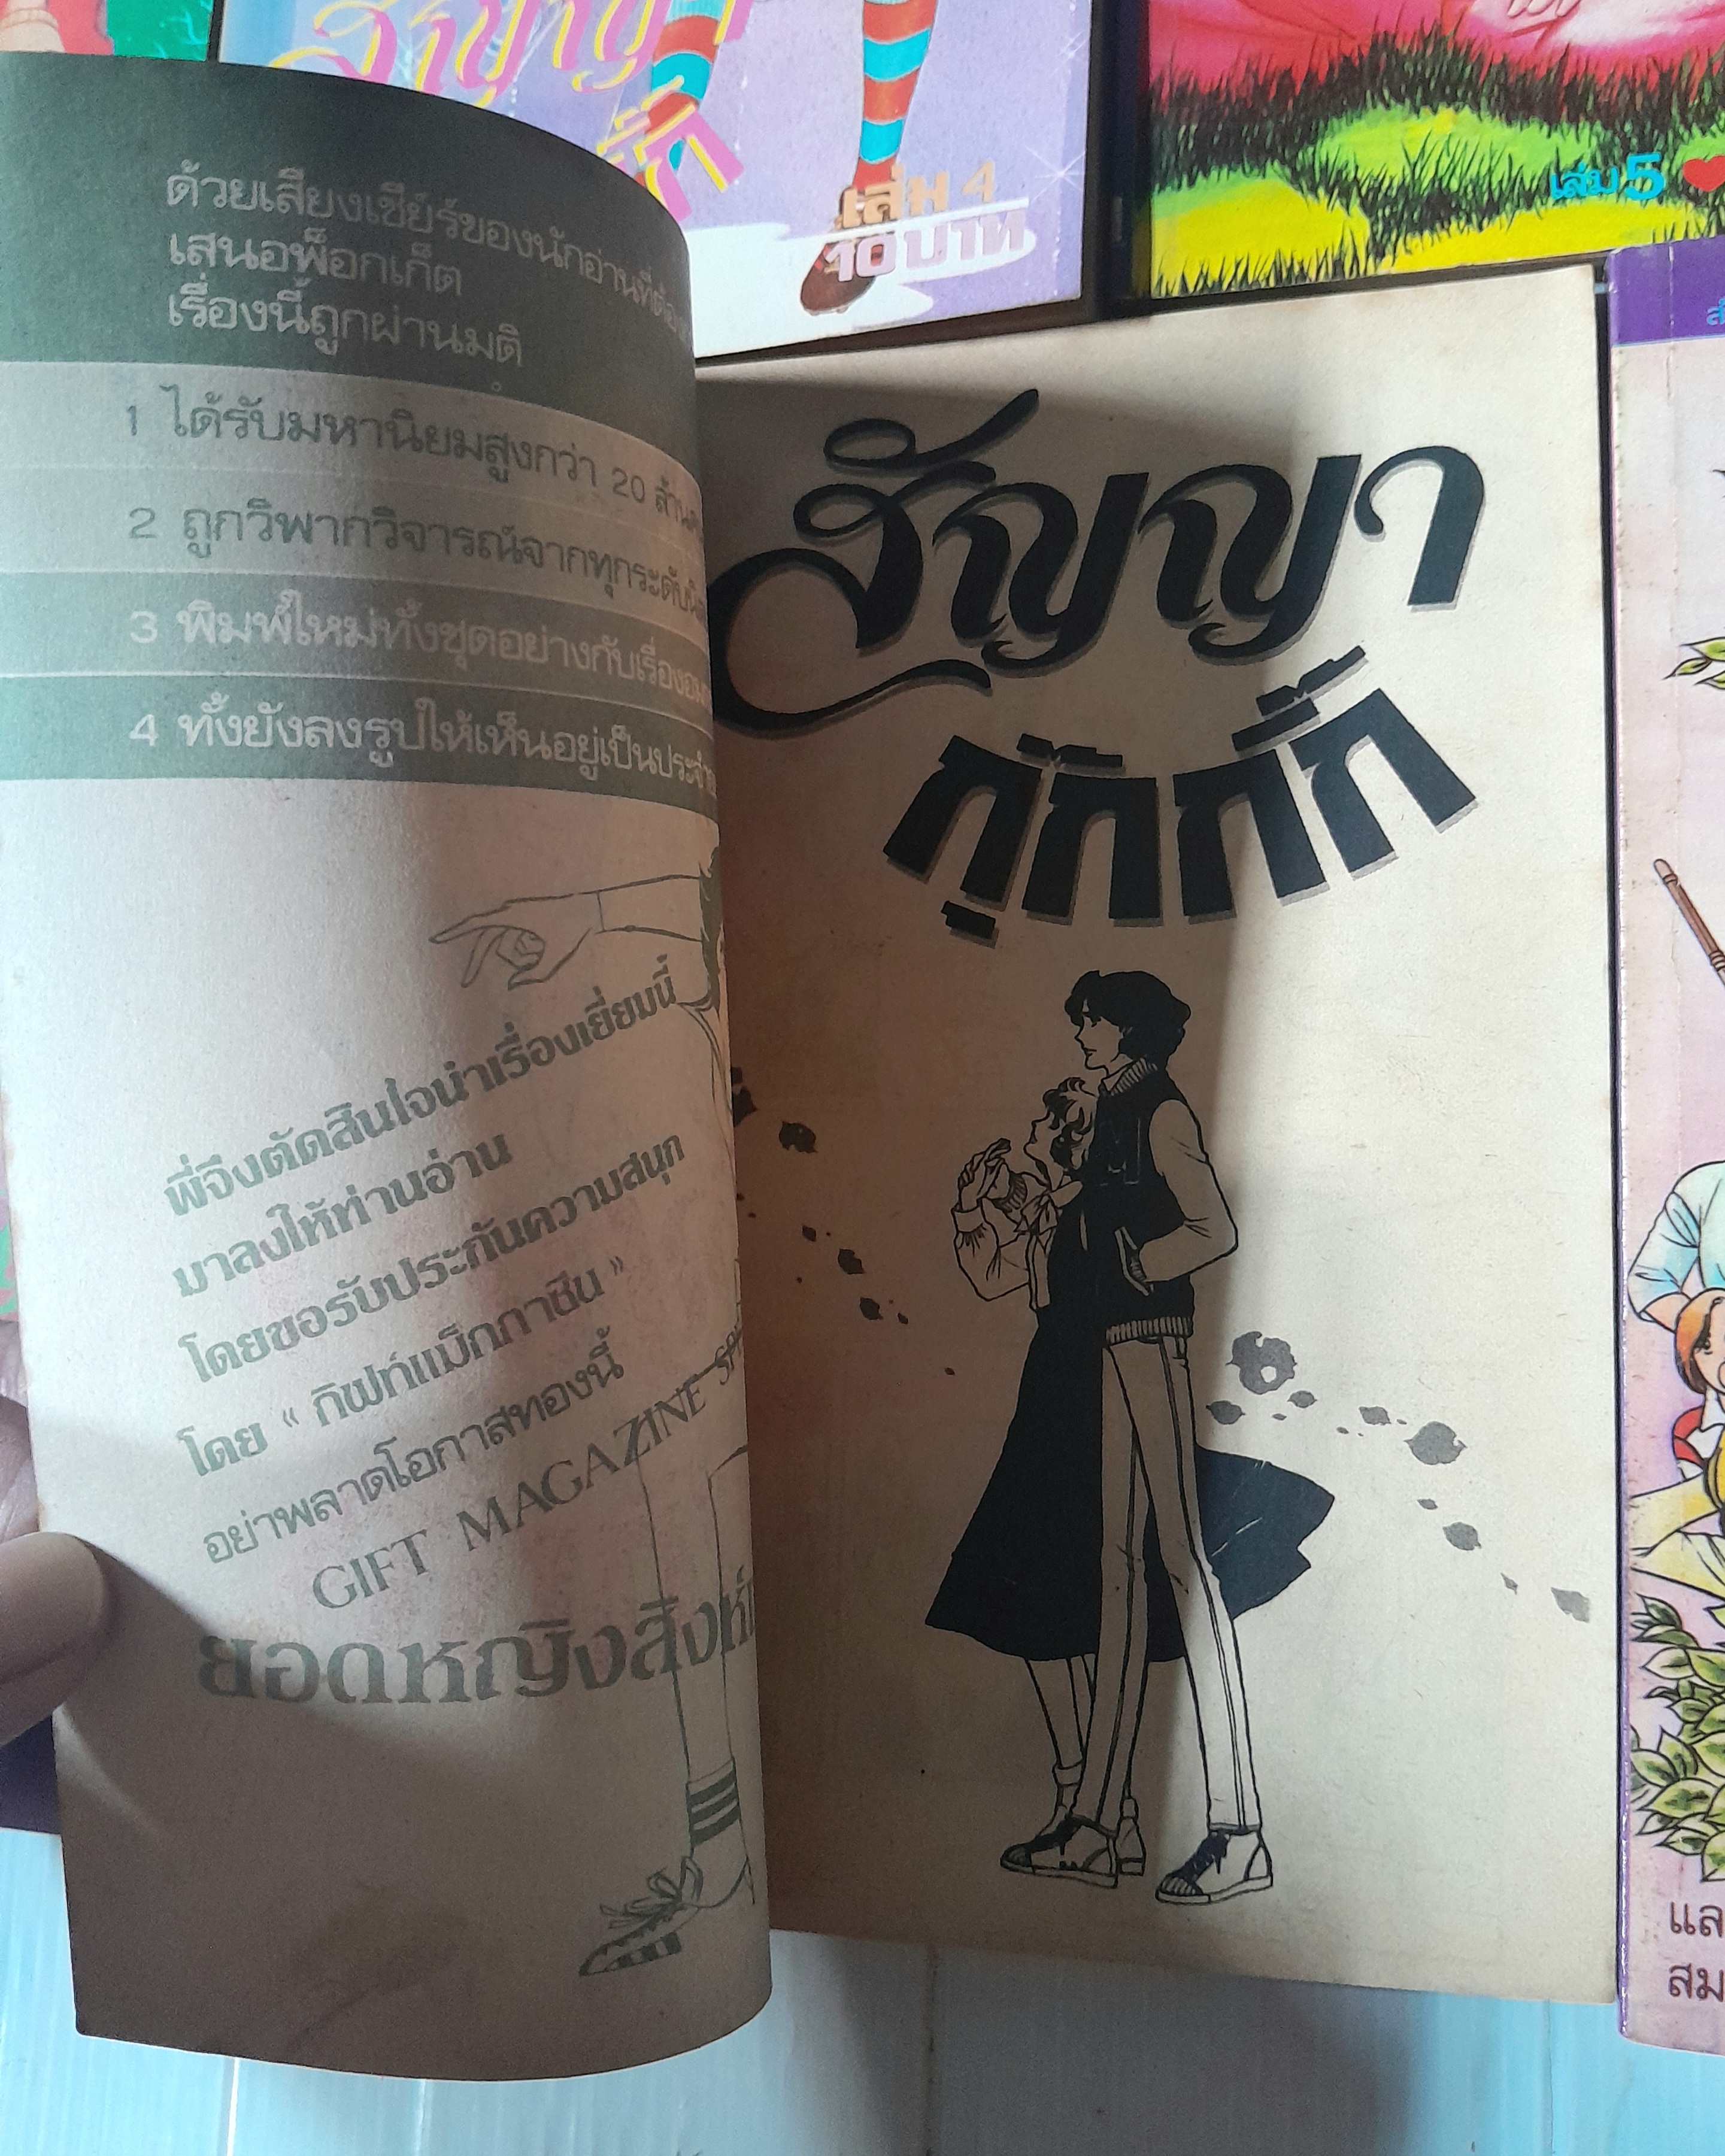 สัญญา
เล่ม 4
10 บาท
เล่ม 5
ด้วยเสียงเชียร์ของนักอ่านที่
เสนอพ็อกเก็ต
เรื่องนี้ถูกผ่านมติ
1 ได้รับมหานิยมสูงกว่า 20 ล้าน
2 ถูกวิพากวิจารณ์จากทุกระดับ
3 พิมพ์ใหม่ทั้งชุดอย่างกับเรื่อง
4 ทั้งยังลงรูปให้เห็นอยู่เป็นประจำ
พี่จึงตัดสินใจนำเรื่องเยี่ยมนี้
มาลงให้ท่านอ่าน
โดยขอรับประกันความสนุก
โดย “ กิฟท์แม็กกาซีน ”
อย่าพลาดโอกาสทองนี้
GIFT MAGAZINE
ยอดหญิงสิงห์
สัญญา
กุ๊กกิ๊ก
แล
สม